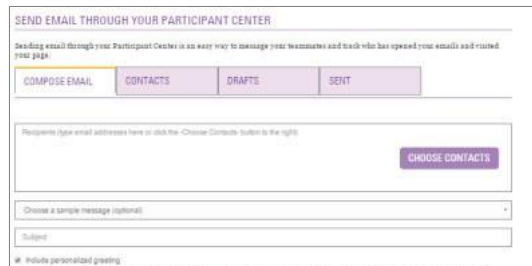 SEND EMAIL THROUGH YOUR PARTICIPANT CENTER
Sending email through your Participant Center is an easy way to message your teammates and track who has opened your emails and visited
your page.
COMPOSE EMAIL CONTACTS DRAFTS SENT
Recipients (type email addresses here or click the -Choose Contacts- button to the right)
CHOOSE CONTACTS
Choose a sample message (optional)
Subject
Include personalized greeting